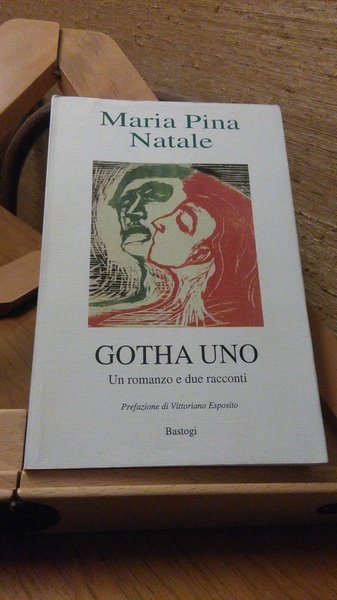 Maria Pina
Natale
GOTHA UNO
Un romanzo e due racconti
Prefazione di Vittoriano Esposito
Bastogi